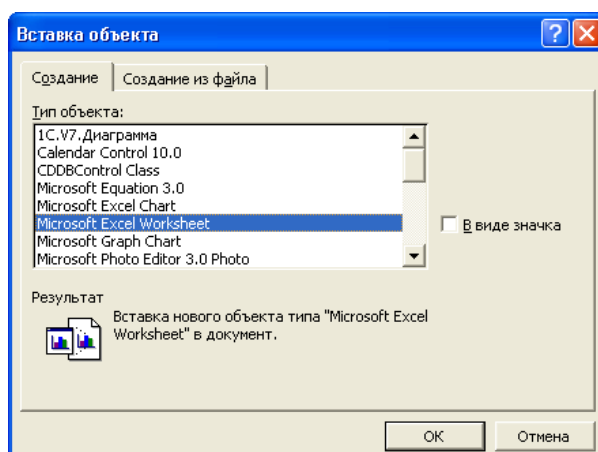 Вставка объекта
Создание
Создание из файла
Тип объекта:
1С.V7.Диаграмма
Calendar Control 10.0
CDDBControl Class
Microsoft Equation 3.0
Microsoft Excel Chart
Microsoft Excel Worksheet
Microsoft Graph Chart
Microsoft Photo Editor 3.0 Photo
В виде значка
Результат
Вставка нового объекта типа "Microsoft Excel
Worksheet" в документ.
ОК
Отмена